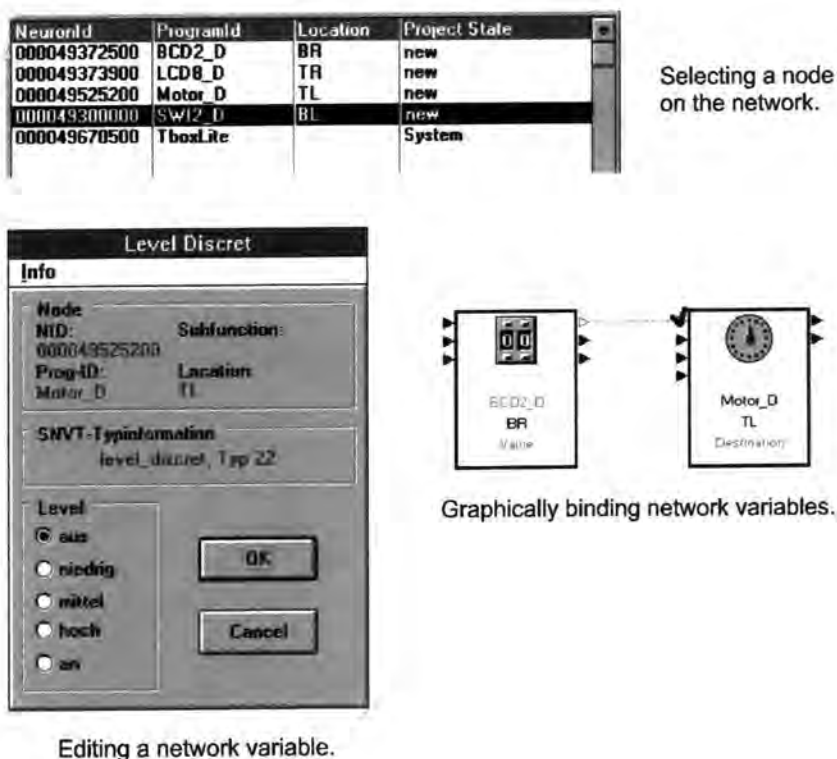 NeuronId ProgramId Location Project State
000049372500 BCD2_D BR new
000049373900 LCD8_D TR new
000049525200 Motor_D TL new
000049300000 SWI2_D BL new
000049670500 TboxLite System
Selecting a node
on the network.
Level Discret
Info
Node
NID: Subfunction:
000049525200
Prog-ID: Location:
Motor_D TL
SNVT-Typinformation
level_discret, Typ 22
Level
aus
niedrig
mittel
hoch
an
OK
Cancel
Editing a network variable.
00
BCD2_D
BR
Value
Motor_D
TL
Destination
Graphically binding network variables.